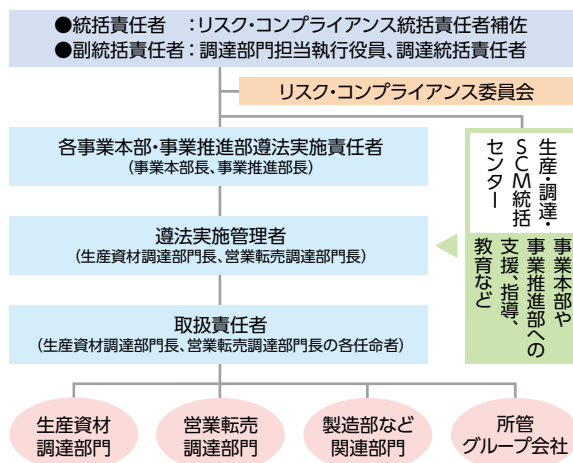 ●統括責任者　：リスク・コンプライアンス統括責任者補佐
●副統括責任者：調達部門担当執行役員、調達統括責任者
リスク・コンプライアンス委員会
各事業本部・事業推進部遵法実施責任者
(事業本部長、事業推進部長)
遵法実施管理者
(生産資材調達部門長、営業転売調達部門長)
取扱責任者
(生産資材調達部門長、営業転売調達部門長の各任命者)
生産・調達・
SCM統括
センター
事業本部や
事業推進部への
支援、指導、
教育など
生産資材
調達部門
営業転売
調達部門
製造部など
関連部門
所管
グループ会社